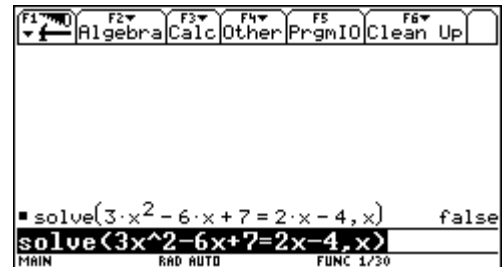 F1▼ F2▼ F3▼ F4▼ F5 F6▼
Algebra Calc Other PrgmIO Clean Up
▪ solve(3·x² − 6·x + 7 = 2·x − 4, x) false
solve(3x^2-6x+7=2x-4,x)
MAIN RAD AUTO FUNC 1/30